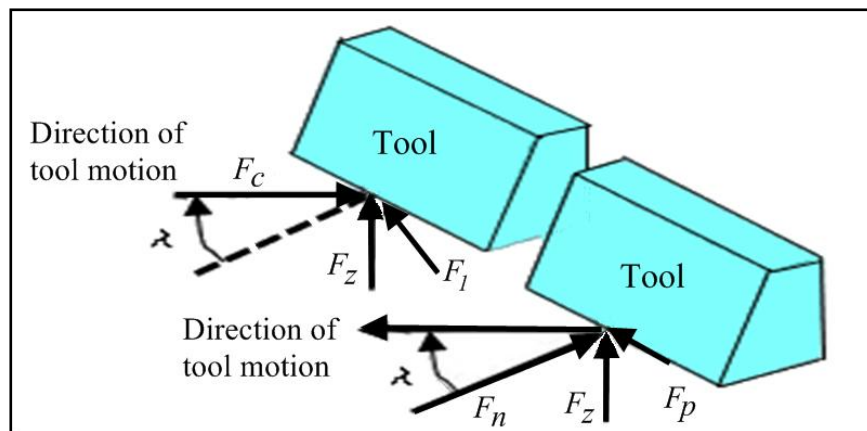 Tool
Direction of
tool motion
F_c
λ
F_z
F_l
Tool
Direction of
tool motion
λ
F_n
F_z
F_p